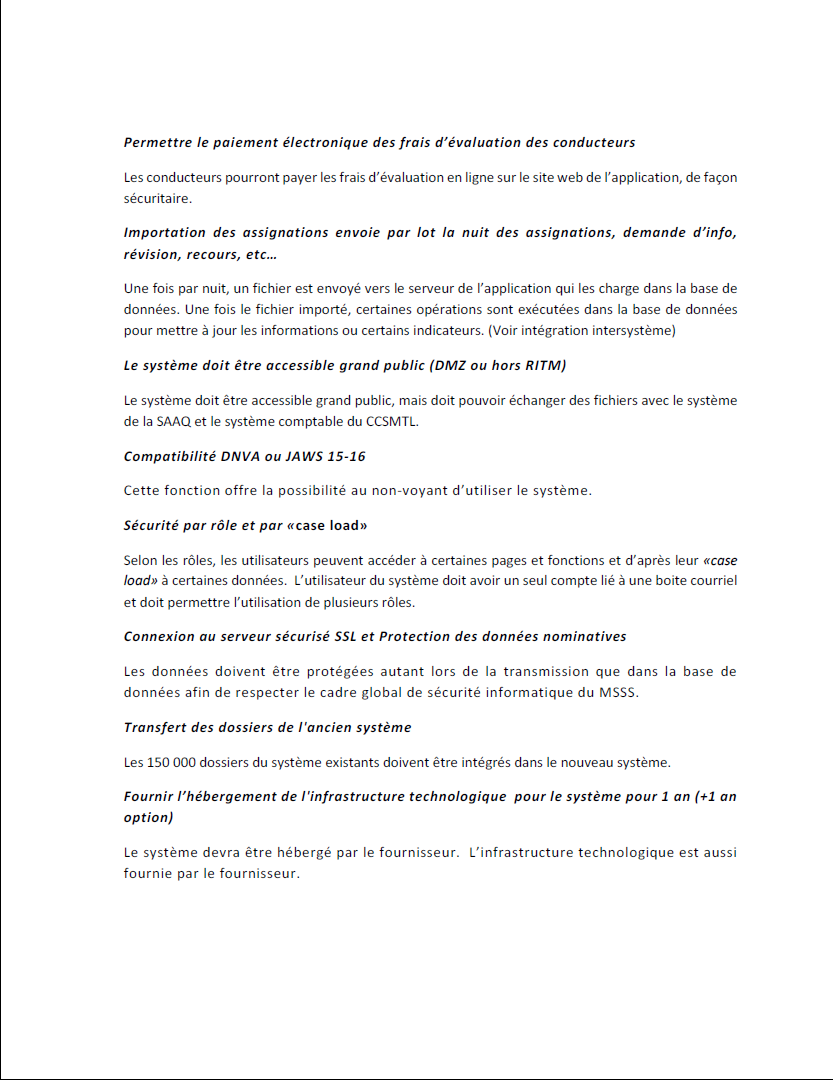 Permettre le paiement électronique des frais d’évaluation des conducteurs
Les conducteurs pourront payer les frais d’évaluation en ligne sur le site web de l’application, de façon
sécuritaire.
Importation des assignations envoie par lot la nuit des assignations, demande d’info,
révision, recours, etc…
Une fois par nuit, un fichier est envoyé vers le serveur de l’application qui les charge dans la base de
données. Une fois le fichier importé, certaines opérations sont exécutées dans la base de données
pour mettre à jour les informations ou certains indicateurs. (Voir intégration intersystème)
Le système doit être accessible grand public (DMZ ou hors RITM)
Le système doit être accessible grand public, mais doit pouvoir échanger des fichiers avec le système
de la SAAQ et le système comptable du CCSMTL.
Compatibilité DNVA ou JAWS 15-16
Cette fonction offre la possibilité au non-voyant d’utiliser le système.
Sécurité par rôle et par «case load»
Selon les rôles, les utilisateurs peuvent accéder à certaines pages et fonctions et d’après leur «case
load» à certaines données.  L’utilisateur du système doit avoir un seul compte lié à une boite courriel
et doit permettre l’utilisation de plusieurs rôles.
Connexion au serveur sécurisé SSL et Protection des données nominatives
Les données doivent être protégées autant lors de la transmission que dans la base de
données afin de respecter le cadre global de sécurité informatique du MSSS.
Transfert des dossiers de l'ancien système
Les 150 000 dossiers du système existants doivent être intégrés dans le nouveau système.
Fournir l’hébergement de l'infrastructure technologique  pour le système pour 1 an (+1 an
option)
Le système devra être hébergé par le fournisseur.  L’infrastructure technologique est aussi
fournie par le fournisseur.